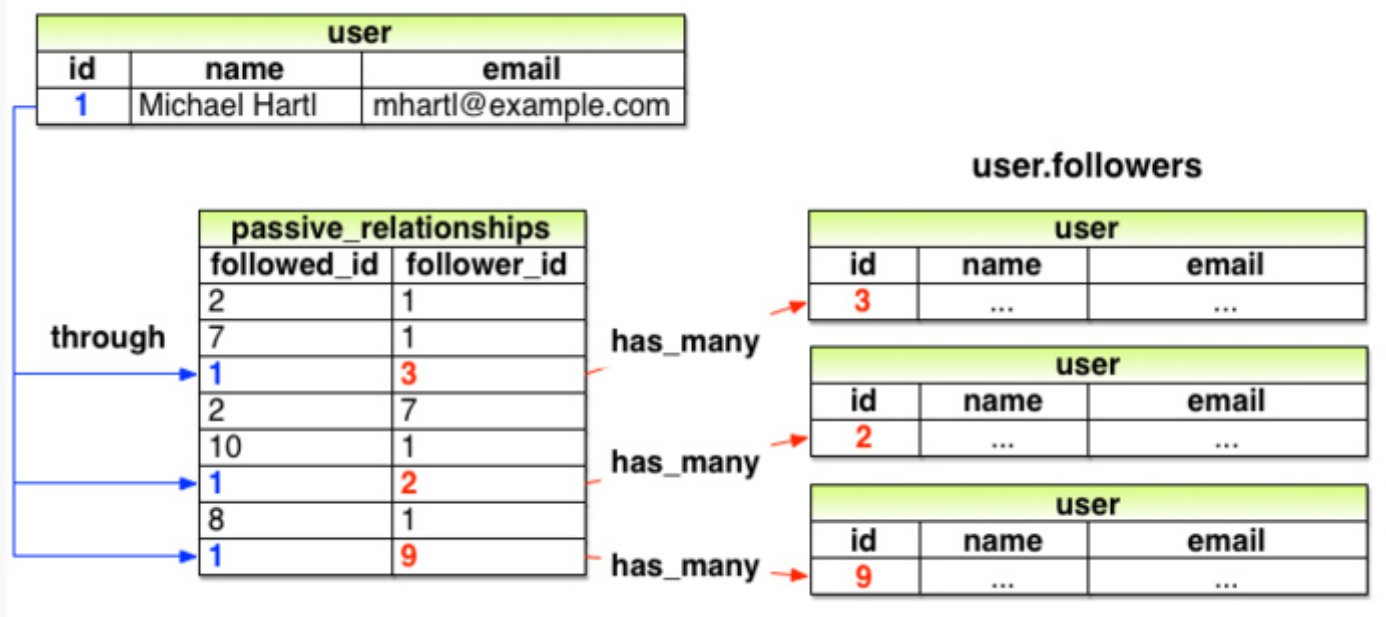 user
id name email
1 Michael Hartl mhartl@example.com
user.followers
passive_relationships
followed_id follower_id
2 1
7 1
1 3
2 7
10 1
1 2
8 1
1 9
through
has_many
has_many
has_many
user
id name email
3 ... ...
user
id name email
2 ... ...
user
id name email
9 ... ...